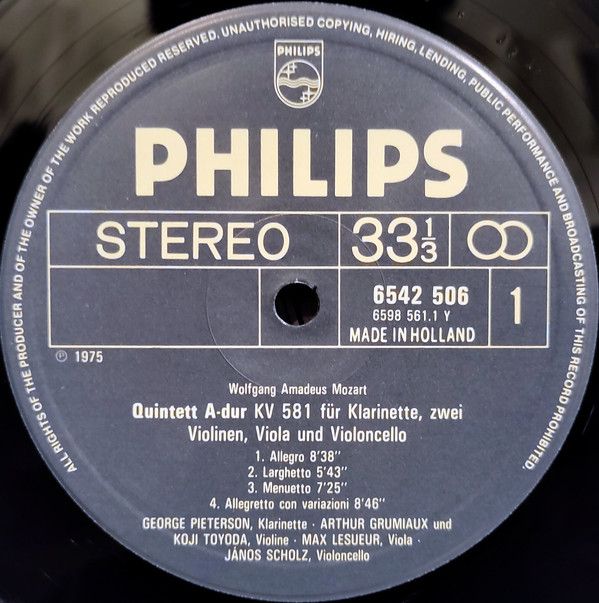 ALL RIGHTS OF THE PRODUCER AND OF THE OWNER OF THE WORK REPRODUCED RESERVED. UNAUTHORISED COPYING, HIRING, LENDING, PUBLIC PERFORMANCE AND BROADCASTING OF THIS RECORD PROHIBITED.
PHILIPS
PHILIPS
STEREO 33 1/3
6542 506
6598 561.1 Y
MADE IN HOLLAND
1
℗ 1975
Wolfgang Amadeus Mozart
Quintett A-dur KV 581 für Klarinette, zwei
Violinen, Viola und Violoncello
1. Allegro 8'38"
2. Larghetto 5'43"
3. Menuetto 7'25"
4. Allegretto con variazioni 8'46"
GEORGE PIETERSON, Klarinette · ARTHUR GRUMIAUX und
KOJI TOYODA, Violine · MAX LESUEUR, Viola ·
JÁNOS SCHOLZ, Violoncello